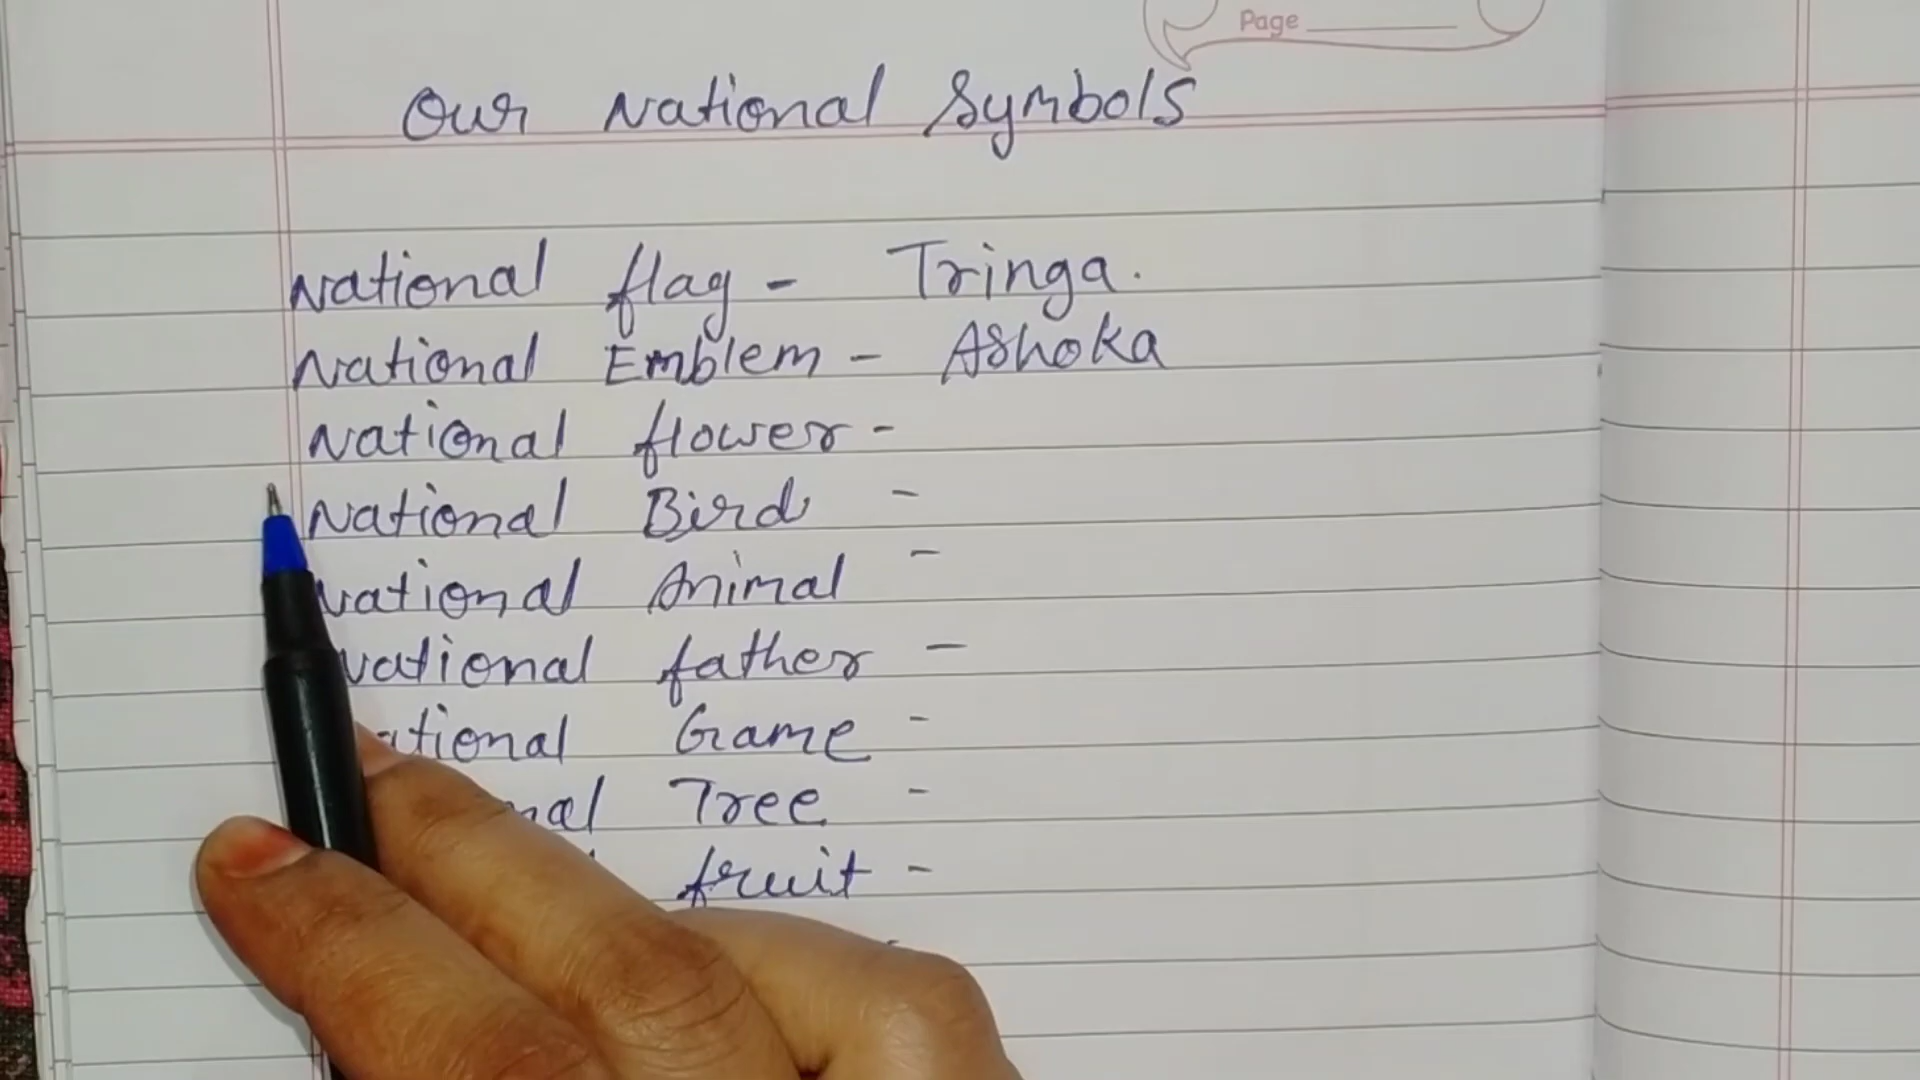 Page
Our National Symbols
National flag - Tringa.
National Emblem - Ashoka
National flower -
National Bird -
National Animal -
National father -
National Game -
Tree -
fruit -